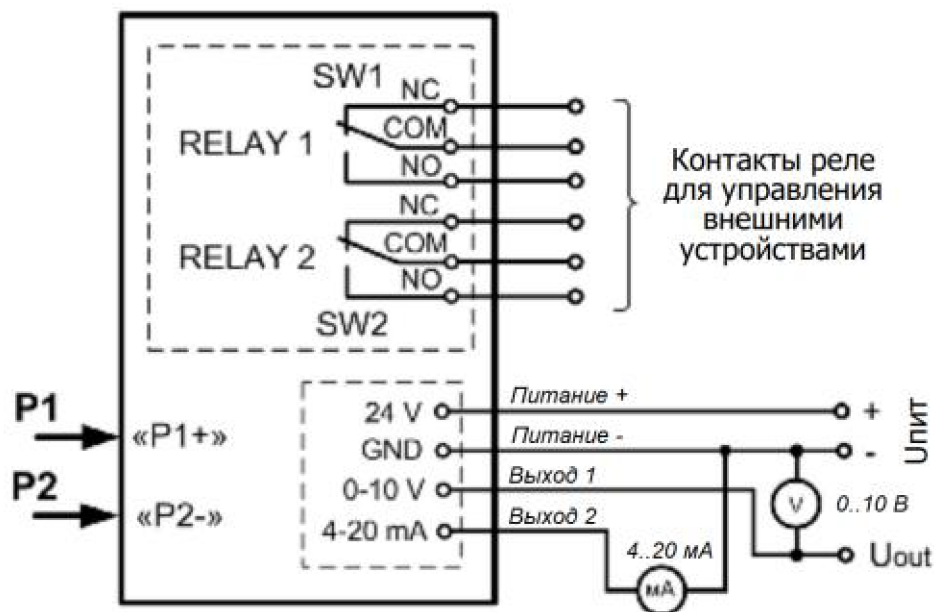 SW1
NC
RELAY 1
COM
NO
NC
RELAY 2
COM
NO
SW2
Контакты реле
для управления
внешними
устройствами
P1
«P1+»
P2
«P2-»
24 V
GND
0-10 V
4-20 mA
Питание +
Питание -
Выход 1
Выход 2
4..20 мА
мА
V
0..10 В
+
-
Uпит
Uout